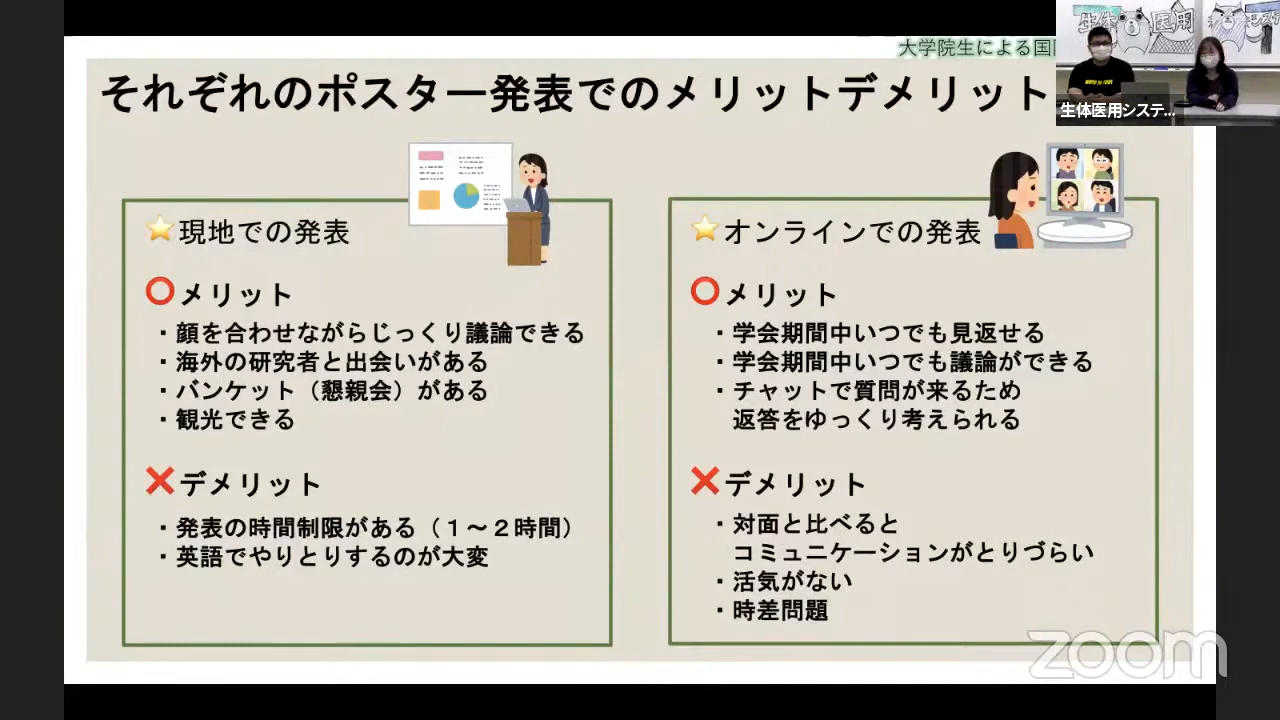 大学院生による国
それぞれのポスター発表でのメリットデメリット
生体医用システ...
⭐現地での発表
⭕メリット
・顔を合わせながらじっくり議論できる
・海外の研究者と出会いがある
・バンケット（懇親会）がある
・観光できる
❌デメリット
・発表の時間制限がある（１～２時間）
・英語でやりとりするのが大変
⭐オンラインでの発表
⭕メリット
・学会期間中いつでも見返せる
・学会期間中いつでも議論ができる
・チャットで質問が来るため
返答をゆっくり考えられる
❌デメリット
・対面と比べると
コミュニケーションがとりづらい
・活気がない
・時差問題
生体
医用
zoom